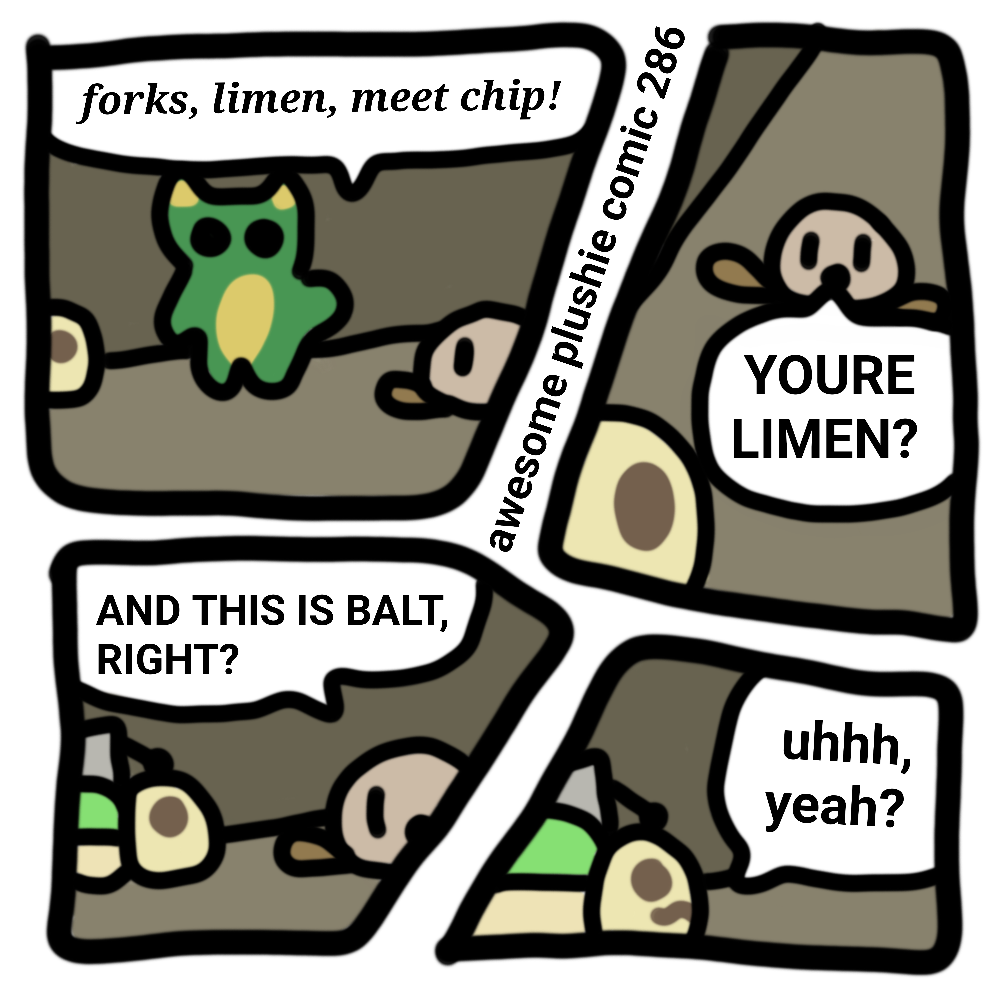 forks, limen, meet chip!
awesome plushie comic 286
YOURE
LIMEN?
AND THIS IS BALT,
RIGHT?
uhhh,
yeah?